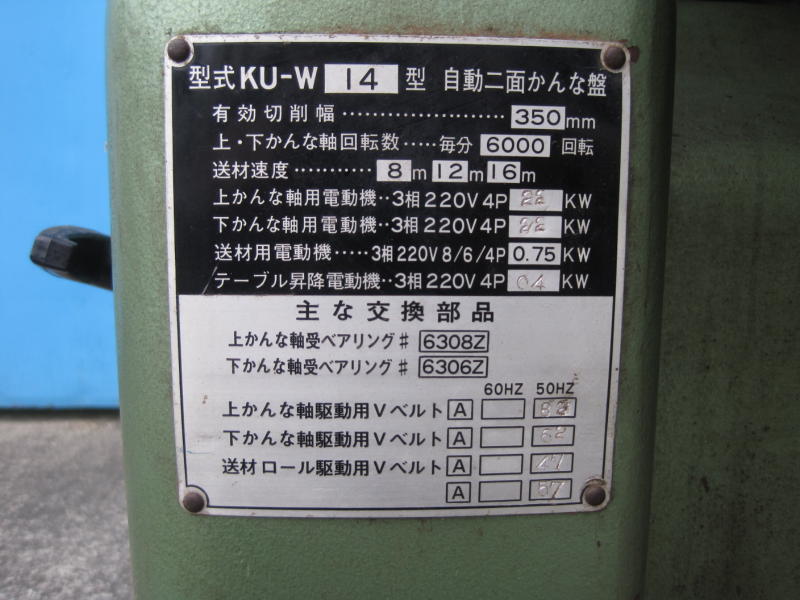 型式 KU-W 14 型 自動二面かんな盤
有効切削幅 ...................... 350mm
上・下かんな軸回転数 ..... 毎分 6000 回転
送材速度 ........... 8m 12m 16m
上かんな軸用電動機 ‥ 3相 220V 4P KW
下かんな軸用電動機 ‥ 3相 220V 4P KW
送材用電動機 ..... 3相 220V 8/6/4P 0.75 KW
テーブル昇降電動機 ‥ 3相 220V 4P 04 KW
主な交換部品
上かんな軸受ベアリング # 6308Z
下かんな軸受ベアリング # 6306Z
60HZ 50HZ
上かんな軸駆動用Vベルト A
下かんな軸駆動用Vベルト A 62
送材ロール駆動用Vベルト A 47
A 57